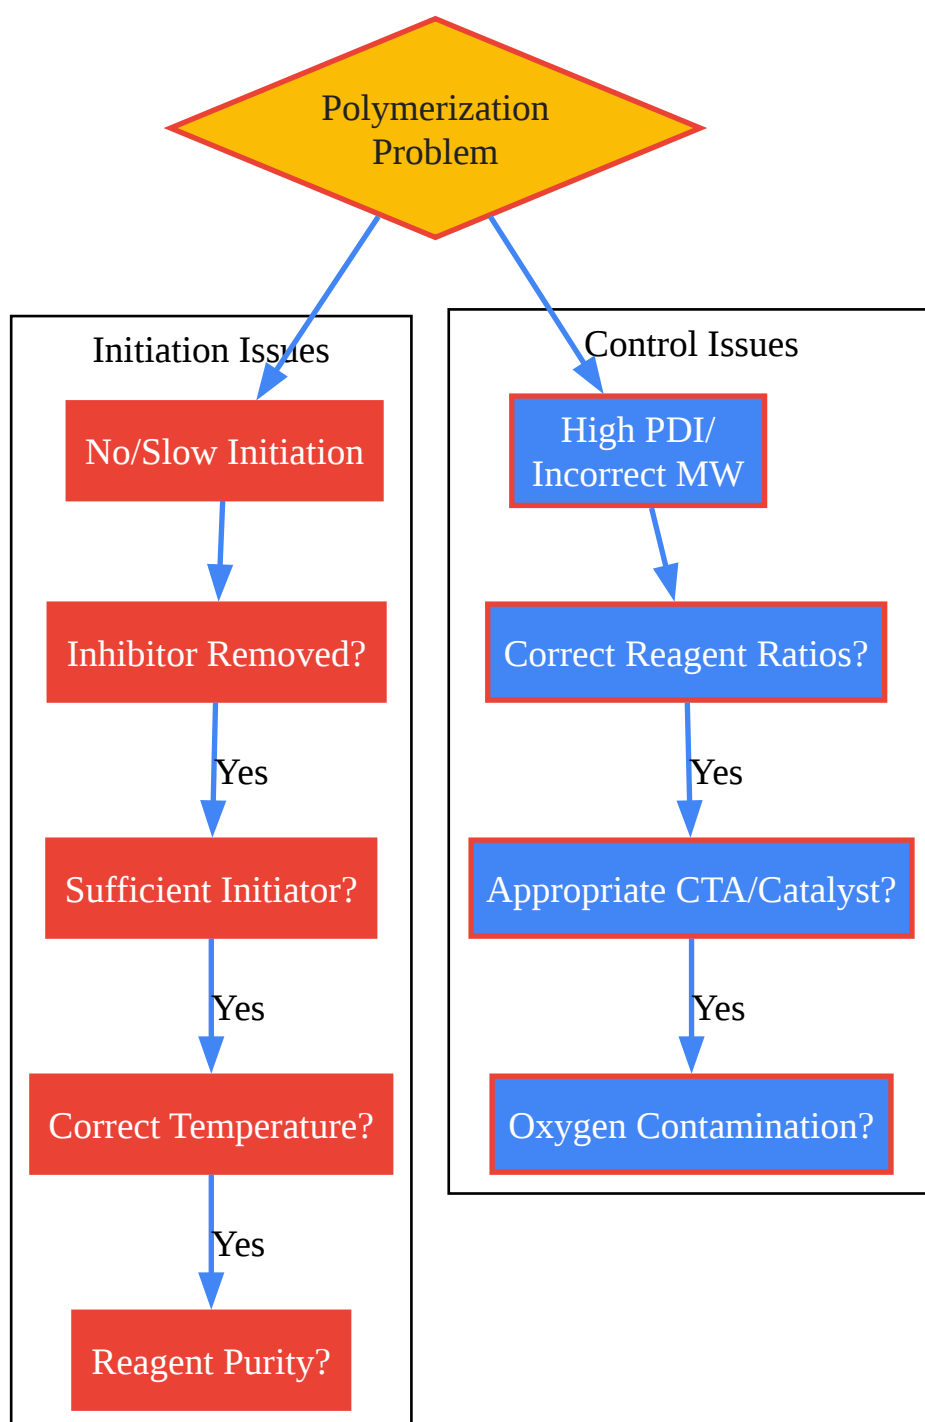 Polymerization
Problem
Initiation Issues
No/Slow Initiation
Inhibitor Removed?
Yes
Sufficient Initiator?
Yes
Correct Temperature?
Yes
Reagent Purity?
Control Issues
High PDI/
Incorrect MW
Correct Reagent Ratios?
Yes
Appropriate CTA/Catalyst?
Yes
Oxygen Contamination?